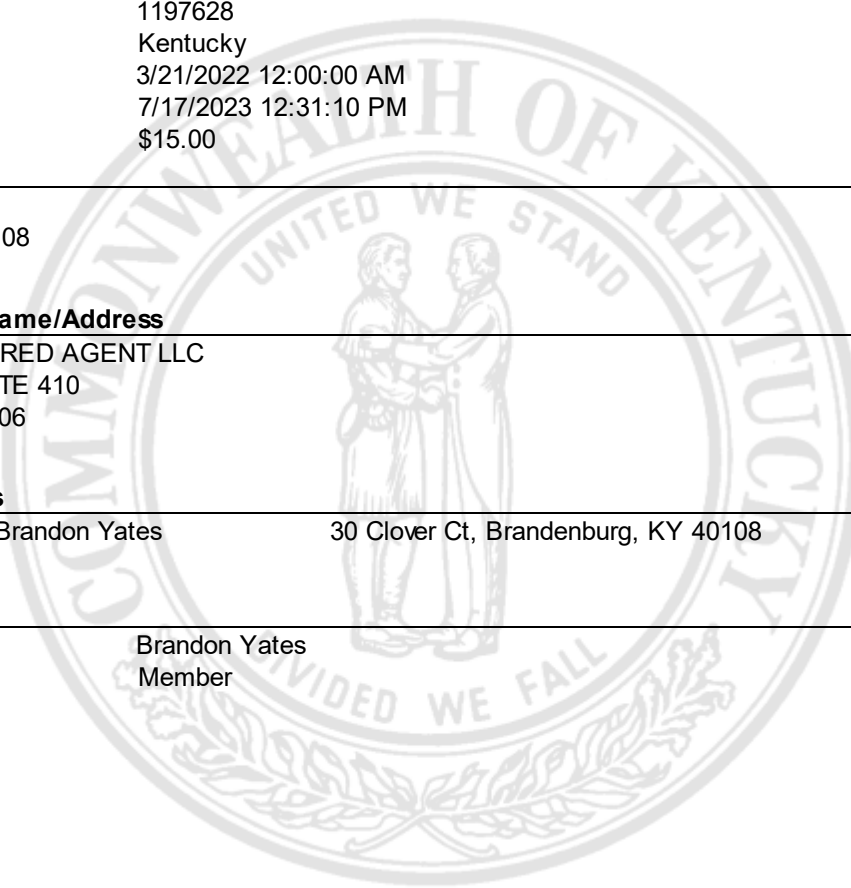 1197628
Kentucky
3/21/2022 12:00:00 AM
7/17/2023 12:31:10 PM
$15.00
08
ame/Address
RED AGENT LLC
TE 410
06
s
Brandon Yates 30 Clover Ct, Brandenburg, KY 40108
Brandon Yates
Member
COMMONWEALTH OF KENTUCKY
UNITED WE STAND
DIVIDED WE FALL